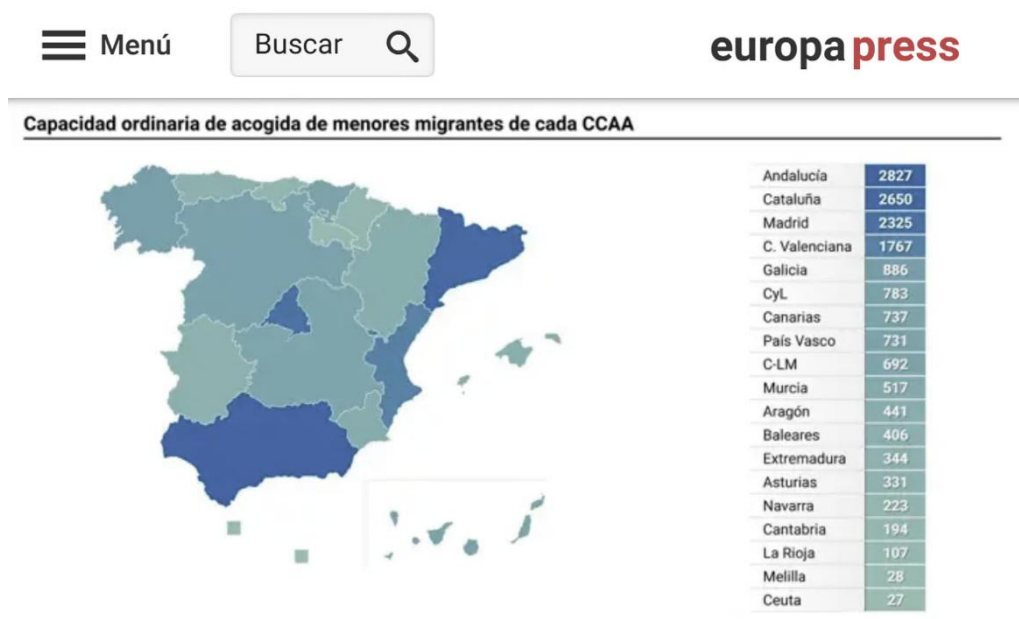 Menú
Buscar
europa press
Capacidad ordinaria de acogida de menores migrantes de cada CCAA
Andalucía 2827
Cataluña 2650
Madrid 2325
C. Valenciana 1767
Galicia 886
CyL 783
Canarias 737
País Vasco 731
C-LM 692
Murcia 517
Aragón 441
Baleares 406
Extremadura 344
Asturias 331
Navarra 223
Cantabria 194
La Rioja 107
Melilla 28
Ceuta 27